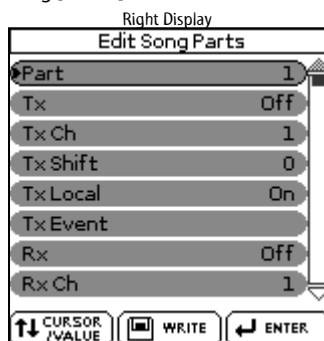 Right Display
Edit Song Parts
Part 1
Tx Off
Tx Ch 1
Tx Shift 0
Tx Local On
Tx Event
Rx Off
Rx Ch 1
CURSOR /VALUE WRITE ENTER